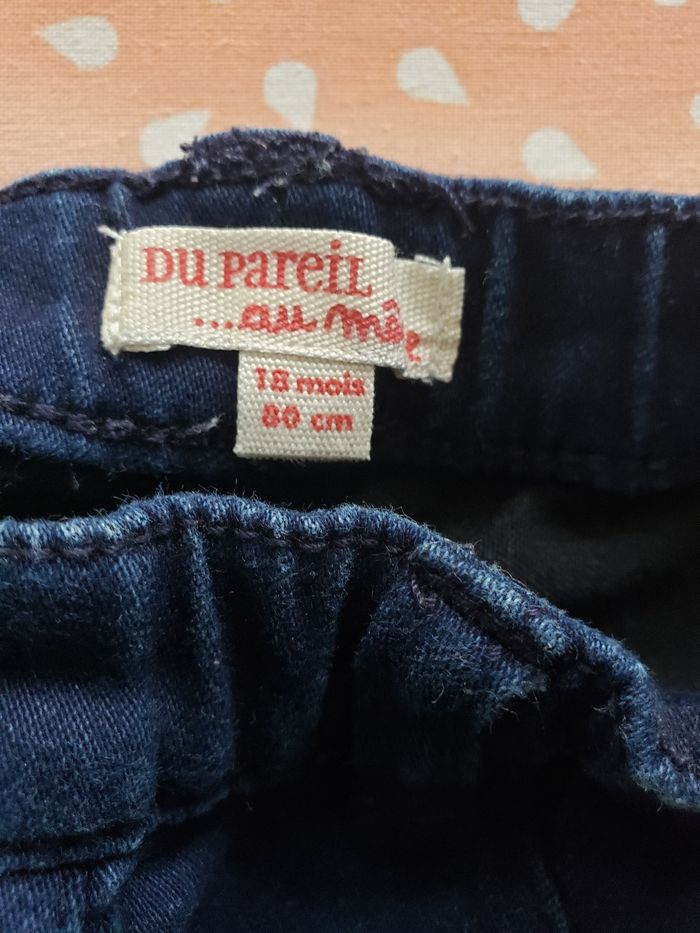 DU PAREIL
...au même
18 mois
80 cm